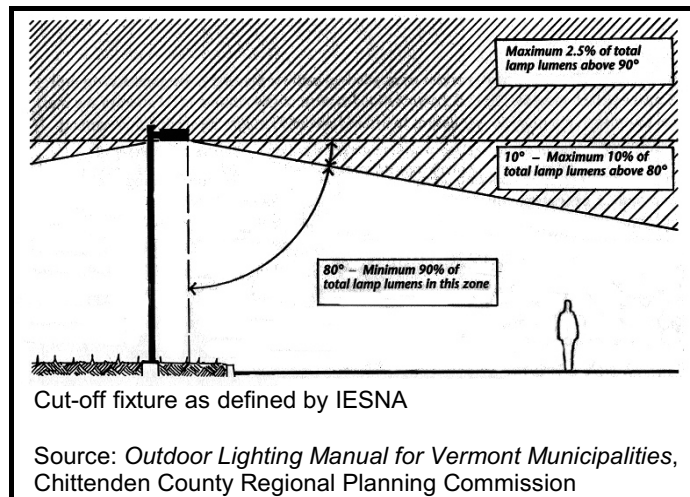 Maximum 2.5% of total
lamp lumens above 90°
10° – Maximum 10% of
total lamp lumens above 80°
80° – Minimum 90% of
total lamp lumens in this zone
Cut-off fixture as defined by IESNA
Source: Outdoor Lighting Manual for Vermont Municipalities,
Chittenden County Regional Planning Commission